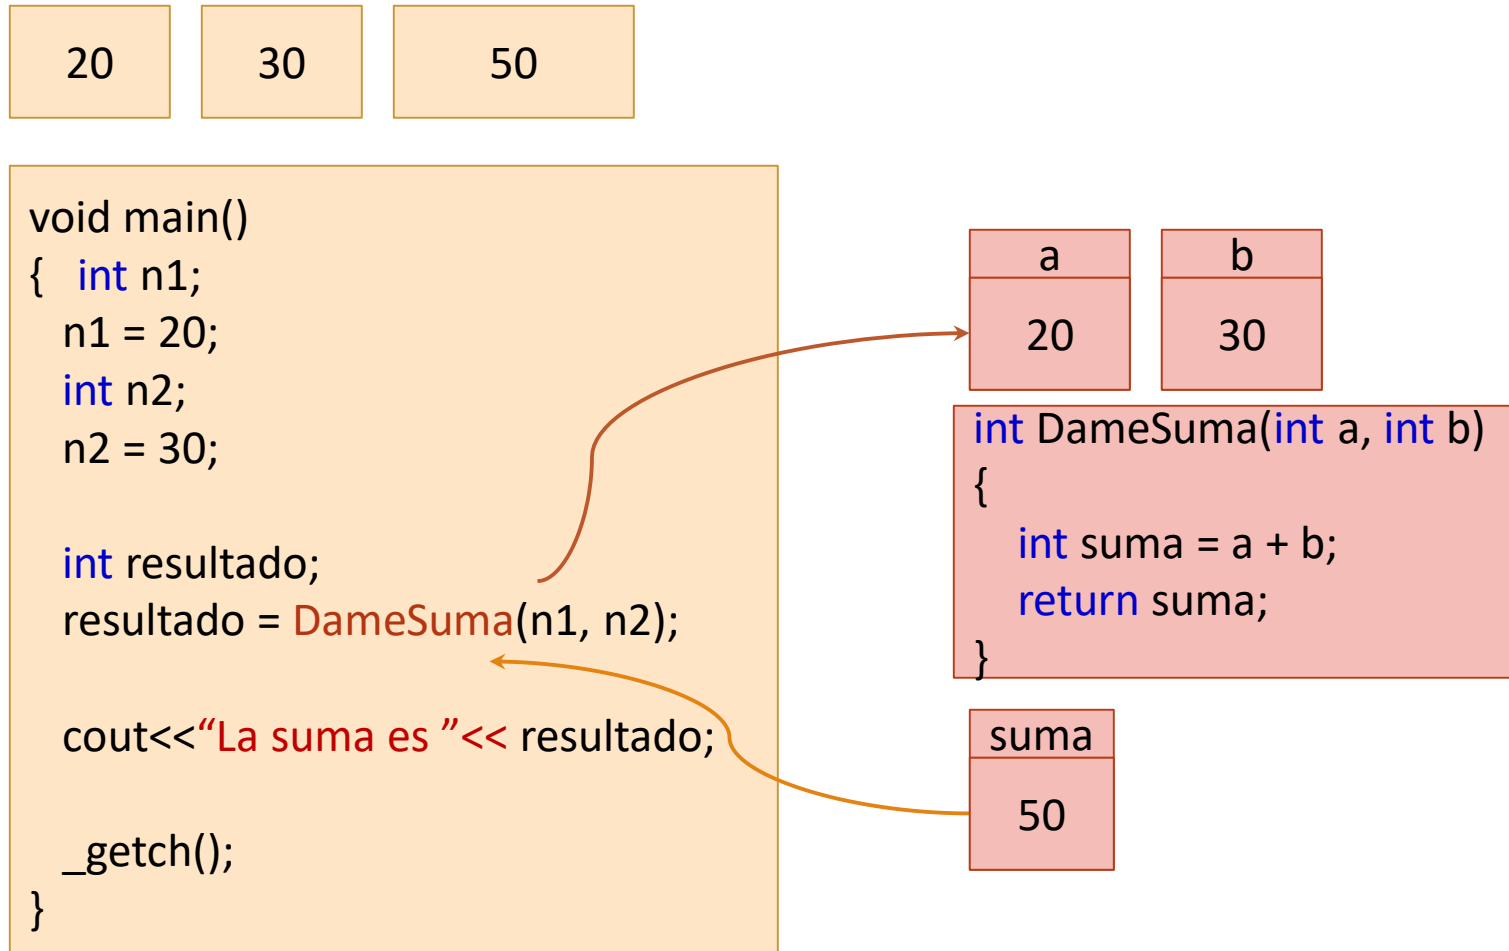 20 30 50
void main()
{ int n1;
n1 = 20;
int n2;
n2 = 30;
int resultado;
resultado = DameSuma(n1, n2);
cout<<“La suma es ”<< resultado;
_getch();
}
a b
20 30
int DameSuma(int a, int b)
{
int suma = a + b;
return suma;
}
suma
50